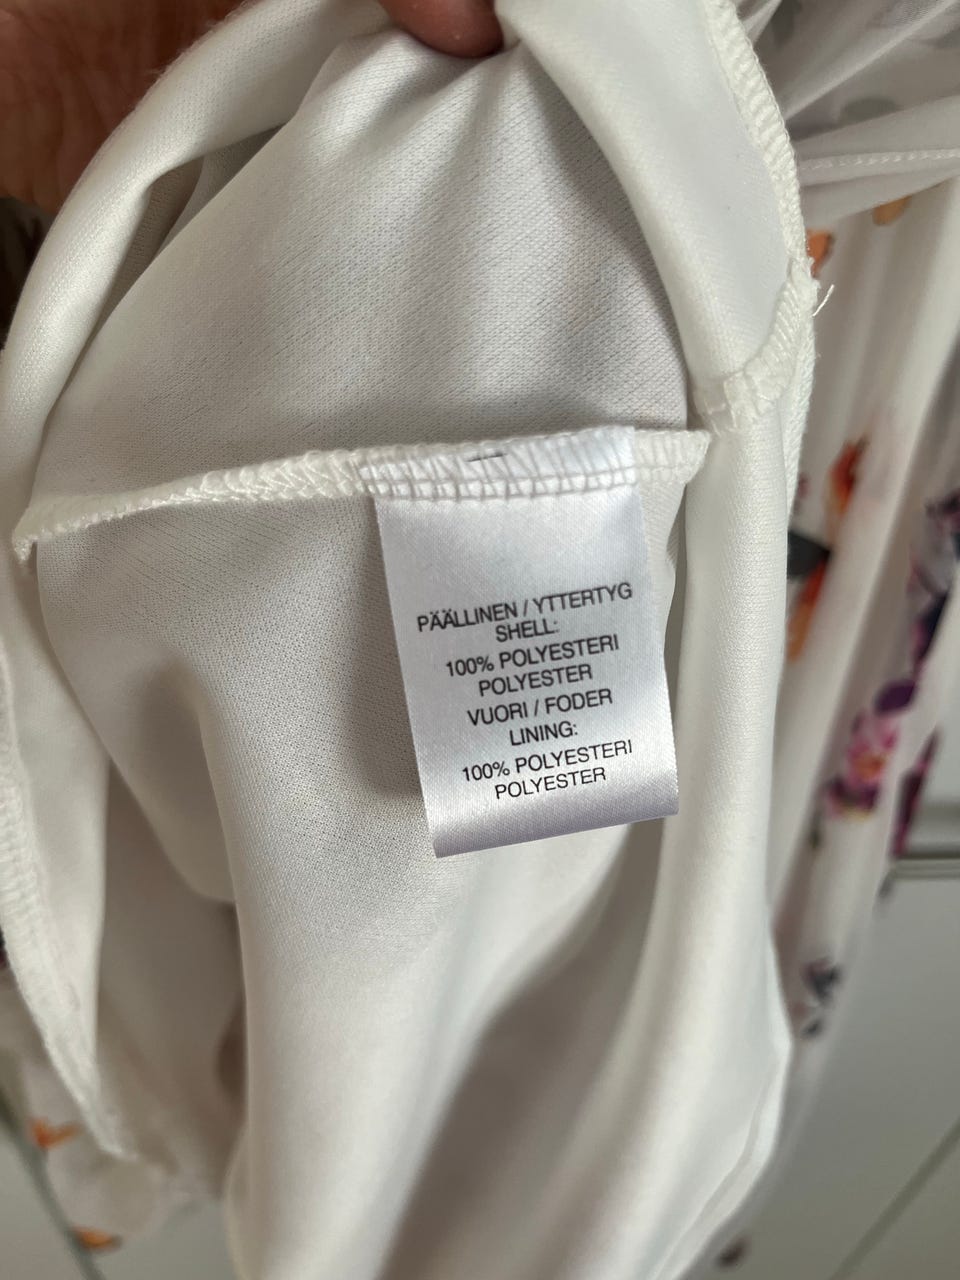 PÄÄLLINEN / YTTERTYG
SHELL:
100% POLYESTERI
POLYESTER
VUORI / FODER
LINING:
100% POLYESTERI
POLYESTER